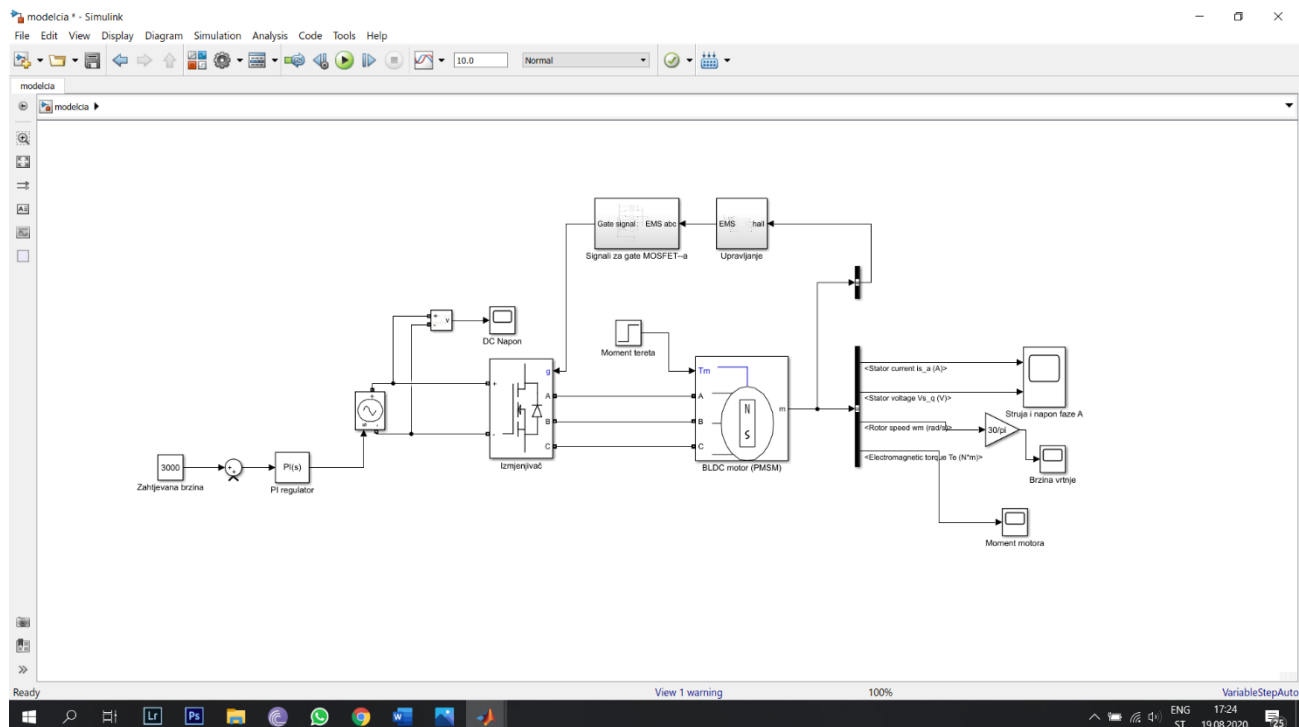 modelcia * - Simulink
File Edit View Display Diagram Simulation Analysis Code Tools Help
10.0
Normal
modelcia
modelcia
Gate signal
EMS abc
EMS
hall
Signali za gate MOSFET--a
Upravljanje
+
-
v
DC Napon
Moment tereta
+
-
g
A
B
C
Izmjenjivač
Tm
A
B
C
N
S
m
BLDC motor (PMSM)
<Stator current is_a (A)>
<Stator voltage Vs_q (V)>
<Rotor speed wm (rad/s)>
<Electromagnetic torque Te (N*m)>
Struja i napon faze A
30/pi
Brzina vrtnje
Moment motora
3000
Zahtjevana brzina
PI(s)
PI regulator
Ready
View 1 warning
100%
VariableStepAuto
Lr
Ps
ENG
ST
17:24
19.08.2020
25